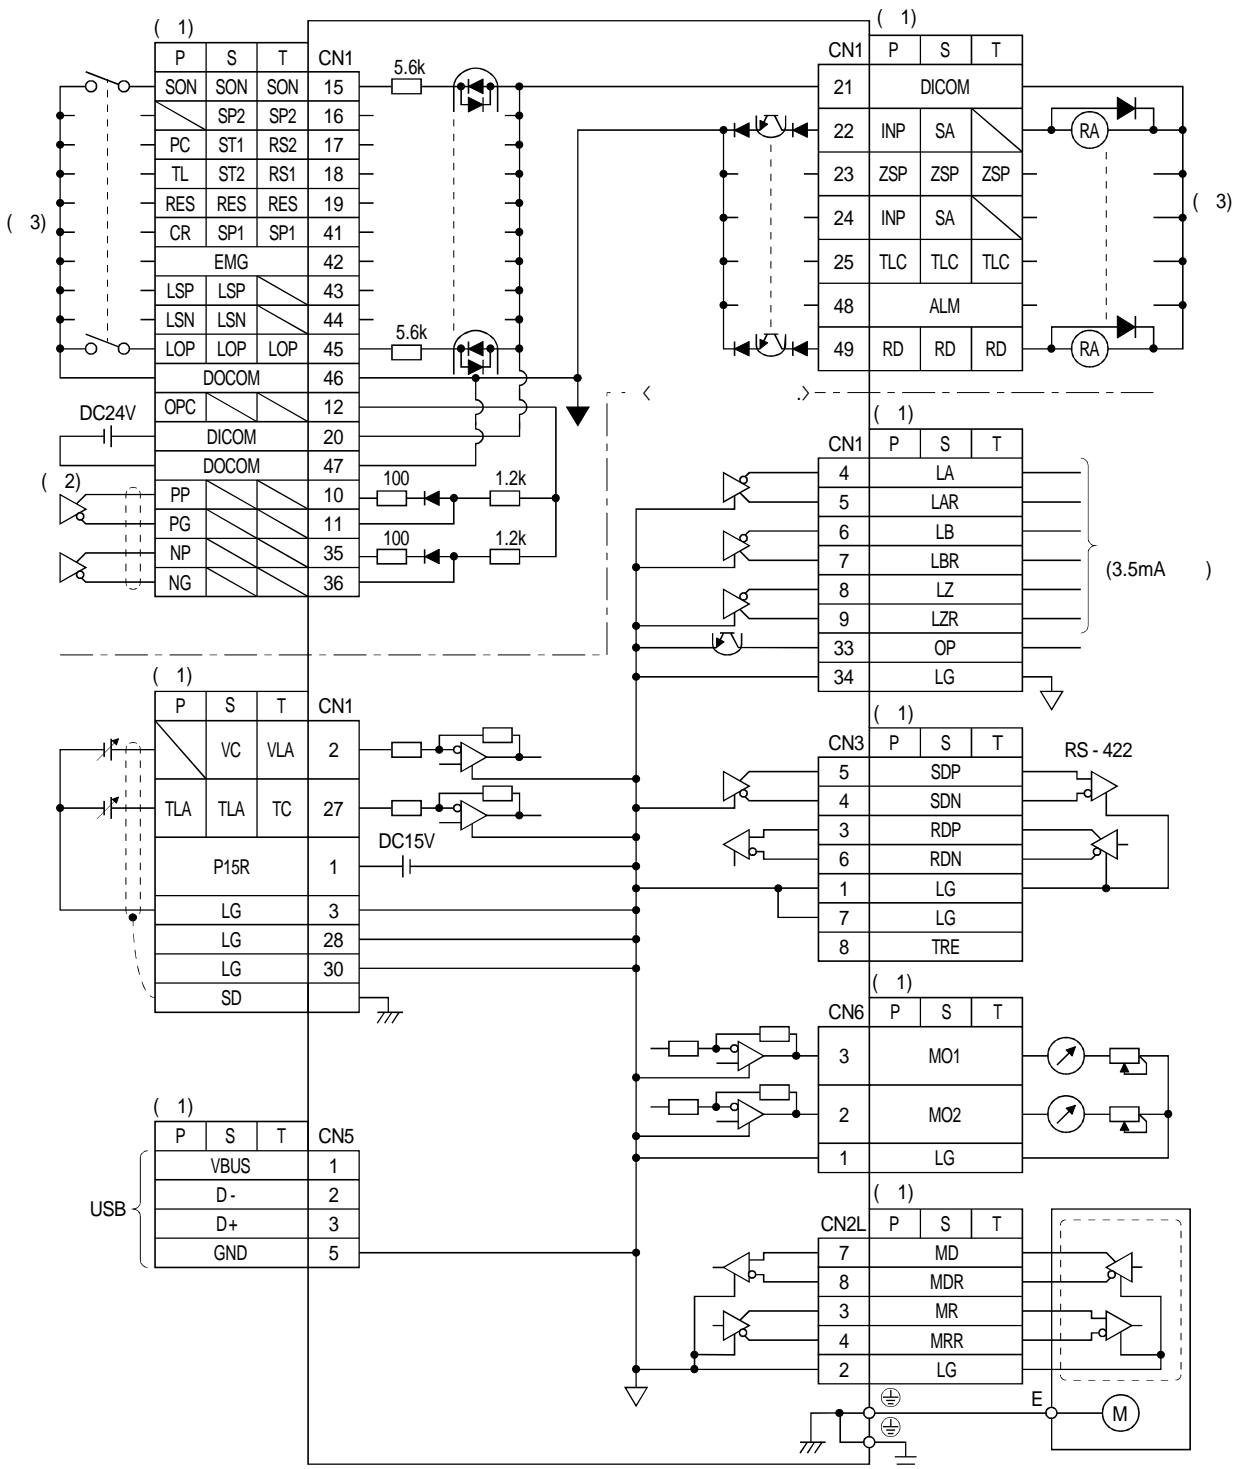 ( 1)
P S T CN1
SON SON SON 15
SP2 SP2 16
PC ST1 RS2 17
TL ST2 RS1 18
RES RES RES 19
CR SP1 SP1 41
EMG 42
LSP LSP 43
LSN LSN 44
LOP LOP LOP 45
DOCOM 46
OPC 12
DICOM 20
DOCOM 47
PP 10
PG 11
NP 35
NG 36
( 3)
DC24V
( 2)
5.6k
5.6k
100 1.2k
100 1.2k
( 1)
CN1 P S T
21 DICOM
22 INP SA
23 ZSP ZSP ZSP
24 INP SA
25 TLC TLC TLC
48 ALM
49 RD RD RD
RA
RA
( 3)
〈 .〉
( 1)
CN1 P S T
4 LA
5 LAR
6 LB
7 LBR
8 LZ
9 LZR
33 OP
34 LG
(3.5mA )
( 1)
P S T CN1
VC VLA 2
TLA TLA TC 27
P15R 1
LG 3
LG 28
LG 30
SD
DC15V
( 1)
CN3 P S T
5 SDP
4 SDN
3 RDP
6 RDN
1 LG
7 LG
8 TRE
RS - 422
( 1)
CN6 P S T
3 MO1
2 MO2
1 LG
( 1)
P S T CN5
VBUS 1
D - 2
D+ 3
GND 5
USB
( 1)
CN2L P S T
7 MD
8 MDR
3 MR
4 MRR
2 LG
E
M